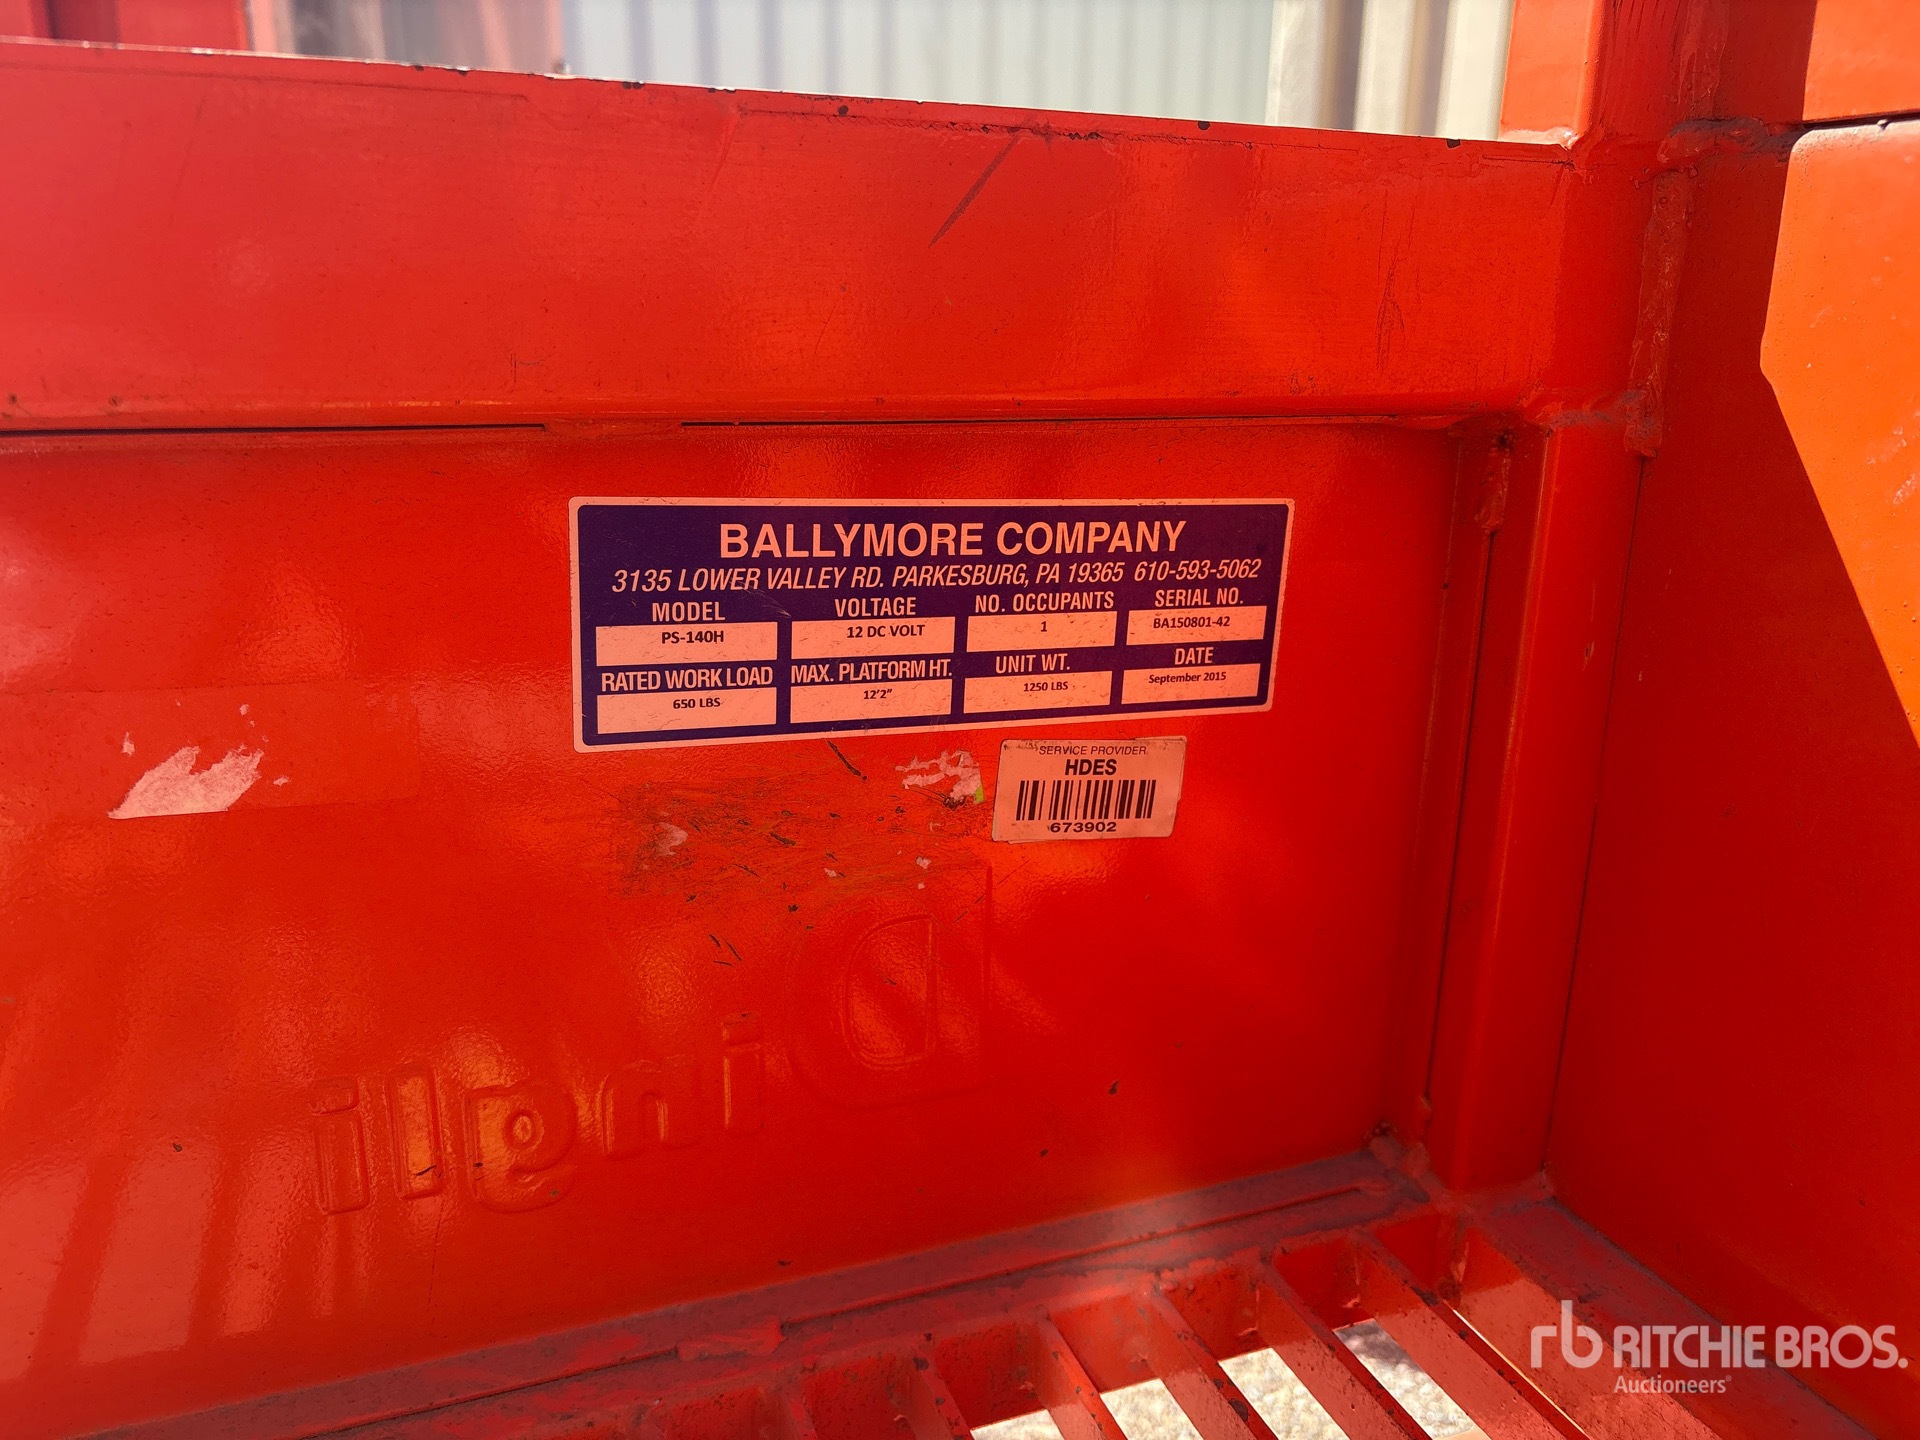 BALLYMORE COMPANY
3135 LOWER VALLEY RD. PARKESBURG, PA 19365 610-593-5062
MODEL VOLTAGE NO. OCCUPANTS SERIAL NO.
PS-140H 12 DC VOLT 1 BA150801-42
RATED WORK LOAD MAX. PLATFORM HT. UNIT WT. DATE
650 LBS 12'2" 1250 LBS September 2015
SERVICE PROVIDER
HDES
673902
rb RITCHIE BROS.
Auctioneers